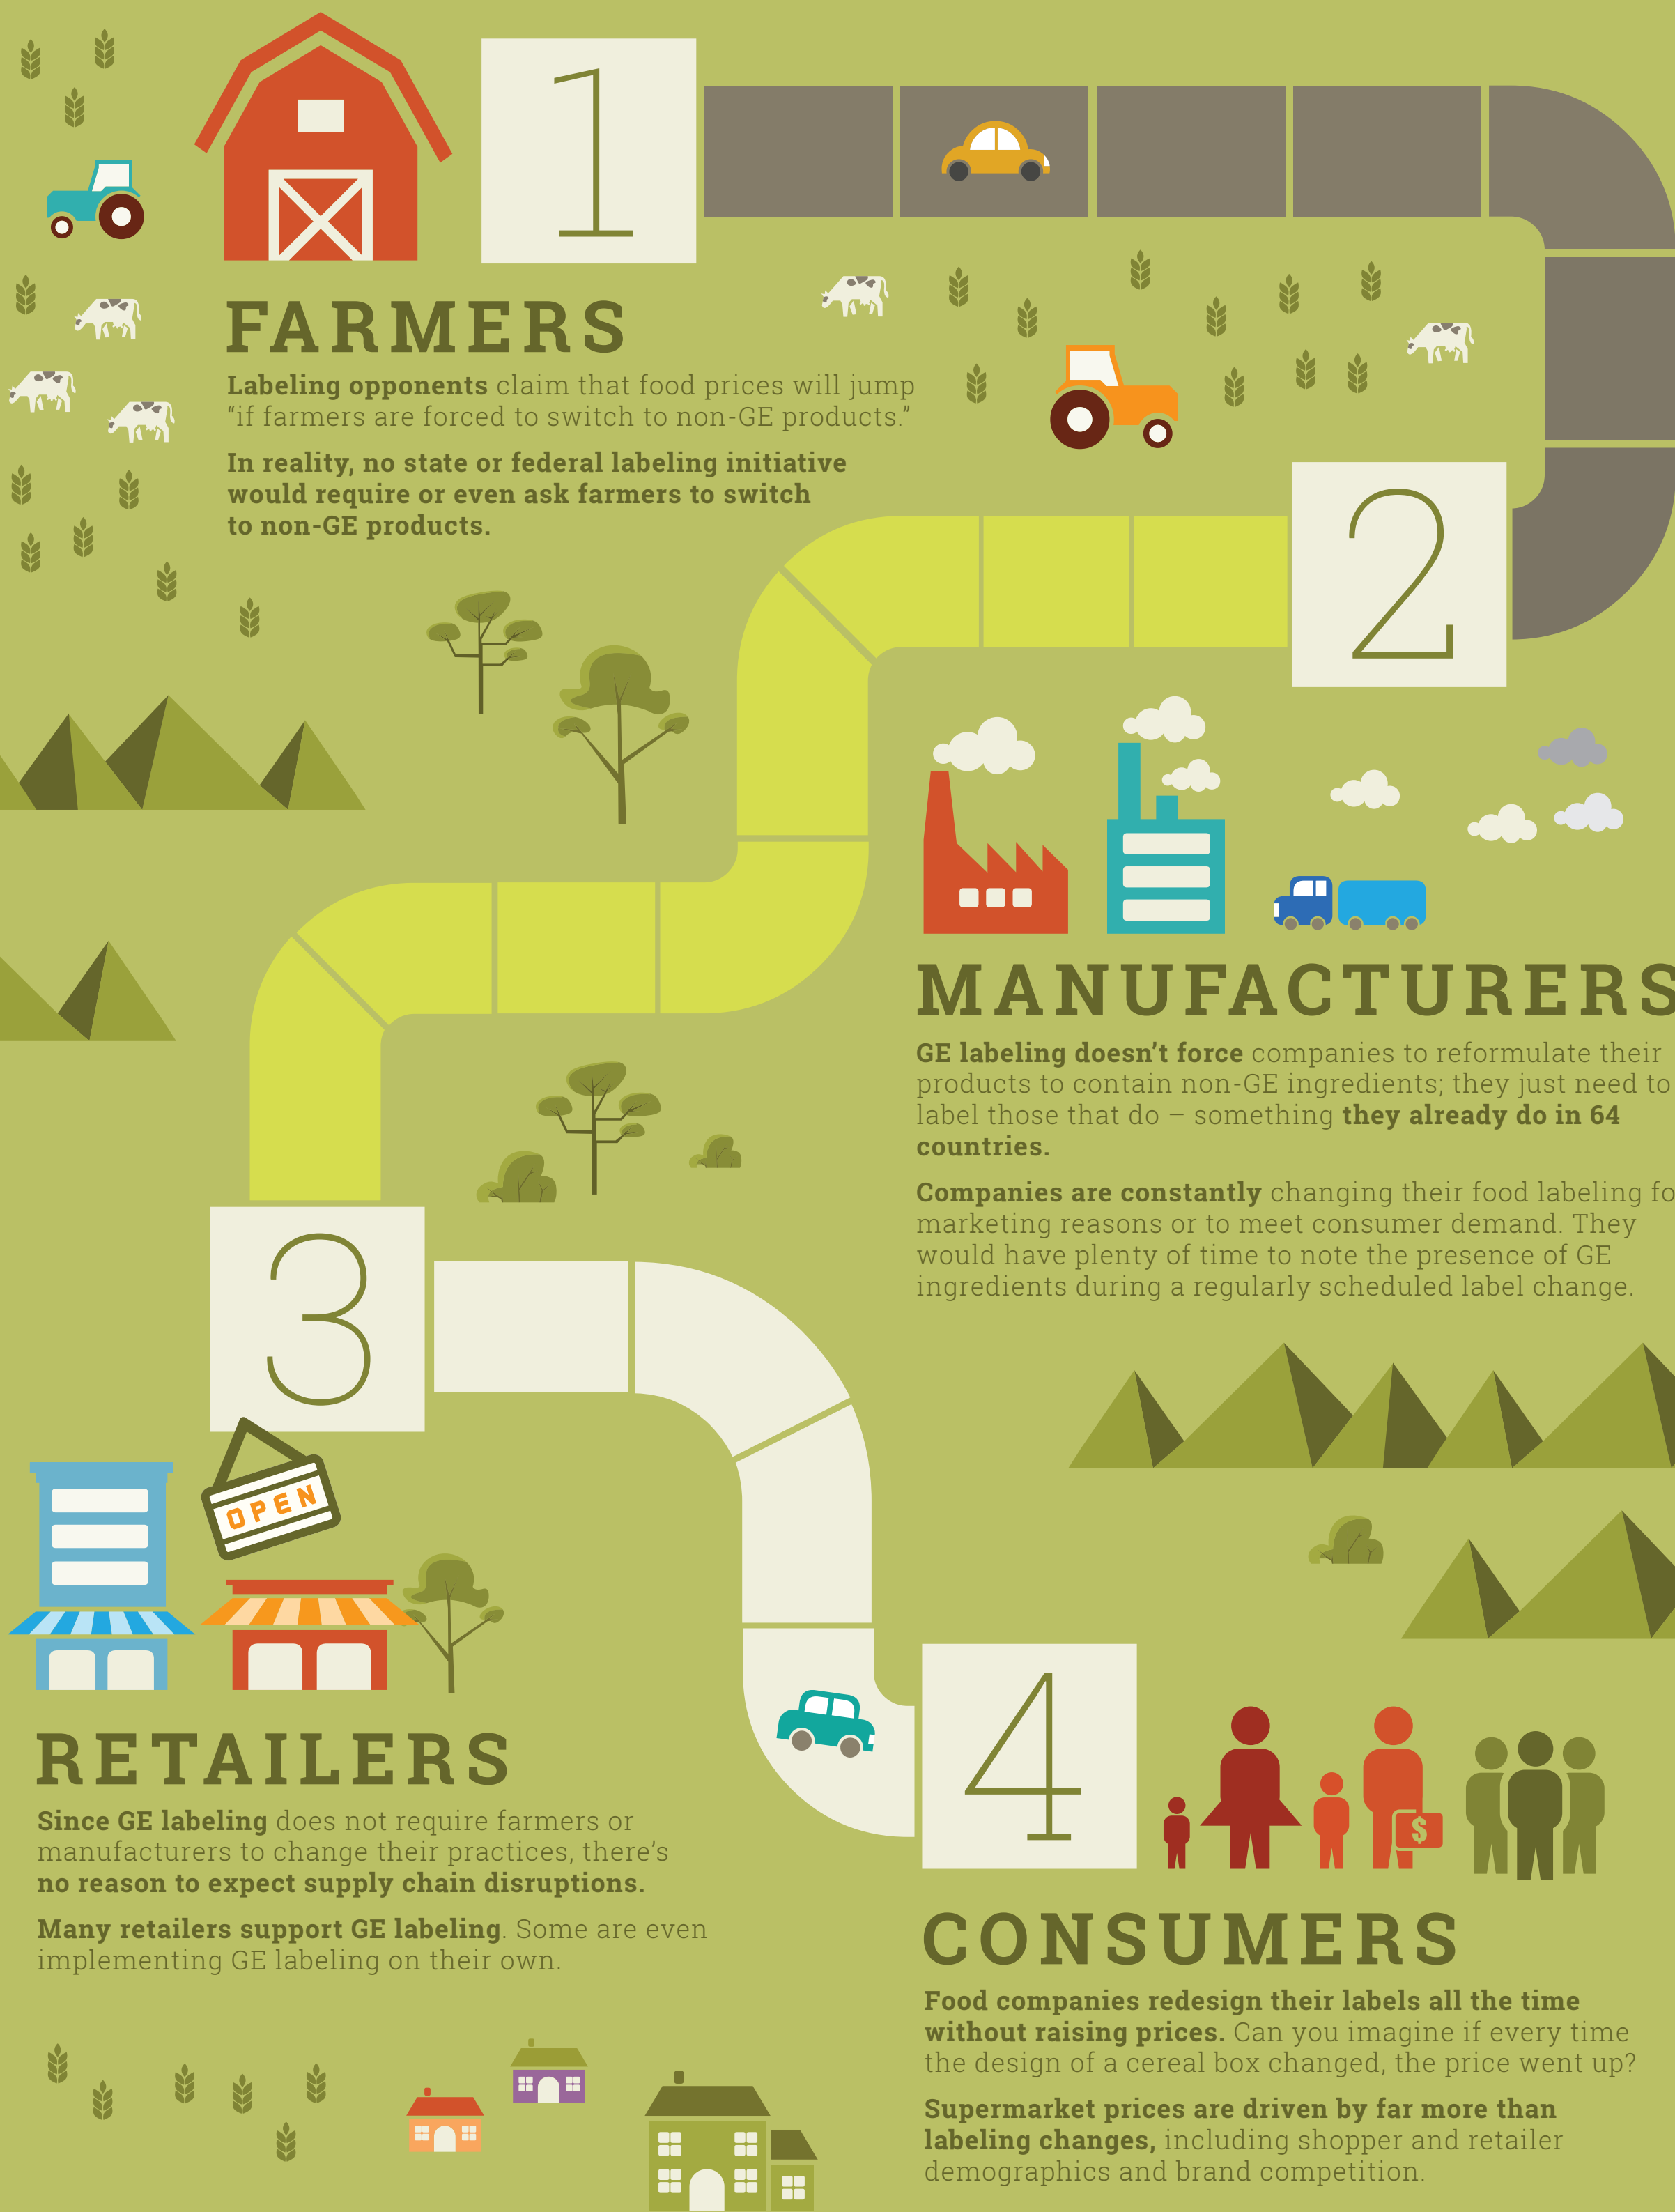 1
FARMERS
Labeling opponents claim that food prices will jump
“if farmers are forced to switch to non-GE products.”
In reality, no state or federal labeling initiative
would require or even ask farmers to switch
to non-GE products.
2
MANUFACTURERS
GE labeling doesn’t force companies to reformulate their
products to contain non-GE ingredients; they just need to
label those that do – something they already do in 64
countries.
Companies are constantly changing their food labeling fo
marketing reasons or to meet consumer demand. They
would have plenty of time to note the presence of GE
ingredients during a regularly scheduled label change.
3
OPEN
RETAILERS
Since GE labeling does not require farmers or
manufacturers to change their practices, there’s
no reason to expect supply chain disruptions.
Many retailers support GE labeling. Some are even
implementing GE labeling on their own.
4
$
CONSUMERS
Food companies redesign their labels all the time
without raising prices. Can you imagine if every time
the design of a cereal box changed, the price went up?
Supermarket prices are driven by far more than
labeling changes, including shopper and retailer
demographics and brand competition.